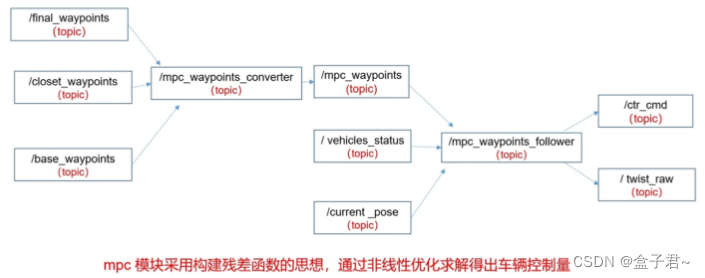 /final_waypoints
(topic)
/closet_waypoints
(topic)
/base_waypoints
(topic)
/mpc_waypoints_converter
(topic)
/mpc_waypoints
(topic)
/ vehicles_status
(topic)
/current _pose
(topic)
/mpc_waypoints_follower
(topic)
/ctr_cmd
(topic)
/ twist_raw
(topic)
mpc 模块采用构建残差函数的思想，通过非线性优化求解得出车辆控制量
CSDN @盒子君~